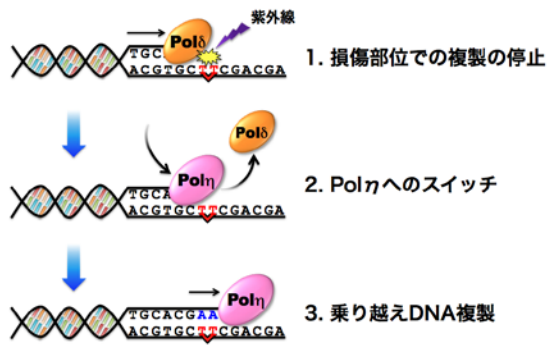 紫外線
Polδ
TGC
ACGTGCTTCGACGA
1. 損傷部位での複製の停止
Polδ
Polη
TGCA
ACGTGCTTCGACGA
2. Polηへのスイッチ
Polη
TGCACGAA
ACGTGCTTCGACGA
3. 乗り越えDNA複製